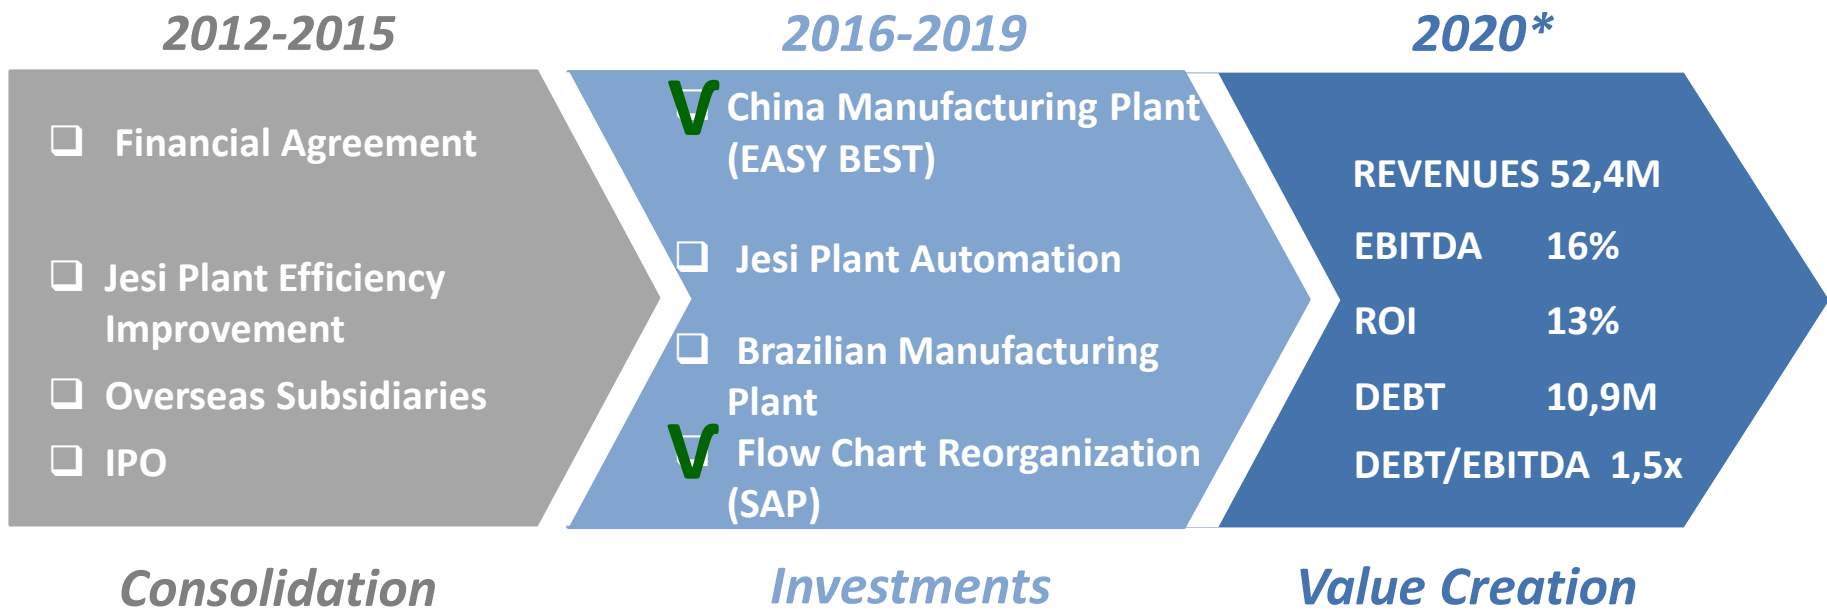 2012-2015
❑ Financial Agreement
❑ Jesi Plant Efficiency
Improvement
❑ Overseas Subsidiaries
❑ IPO
Consolidation
2016-2019
V China Manufacturing Plant
(EASY BEST)
❑ Jesi Plant Automation
❑ Brazilian Manufacturing
Plant
V Flow Chart Reorganization
(SAP)
Investments
2020*
REVENUES 52,4M
EBITDA 16%
ROI 13%
DEBT 10,9M
DEBT/EBITDA 1,5x
Value Creation